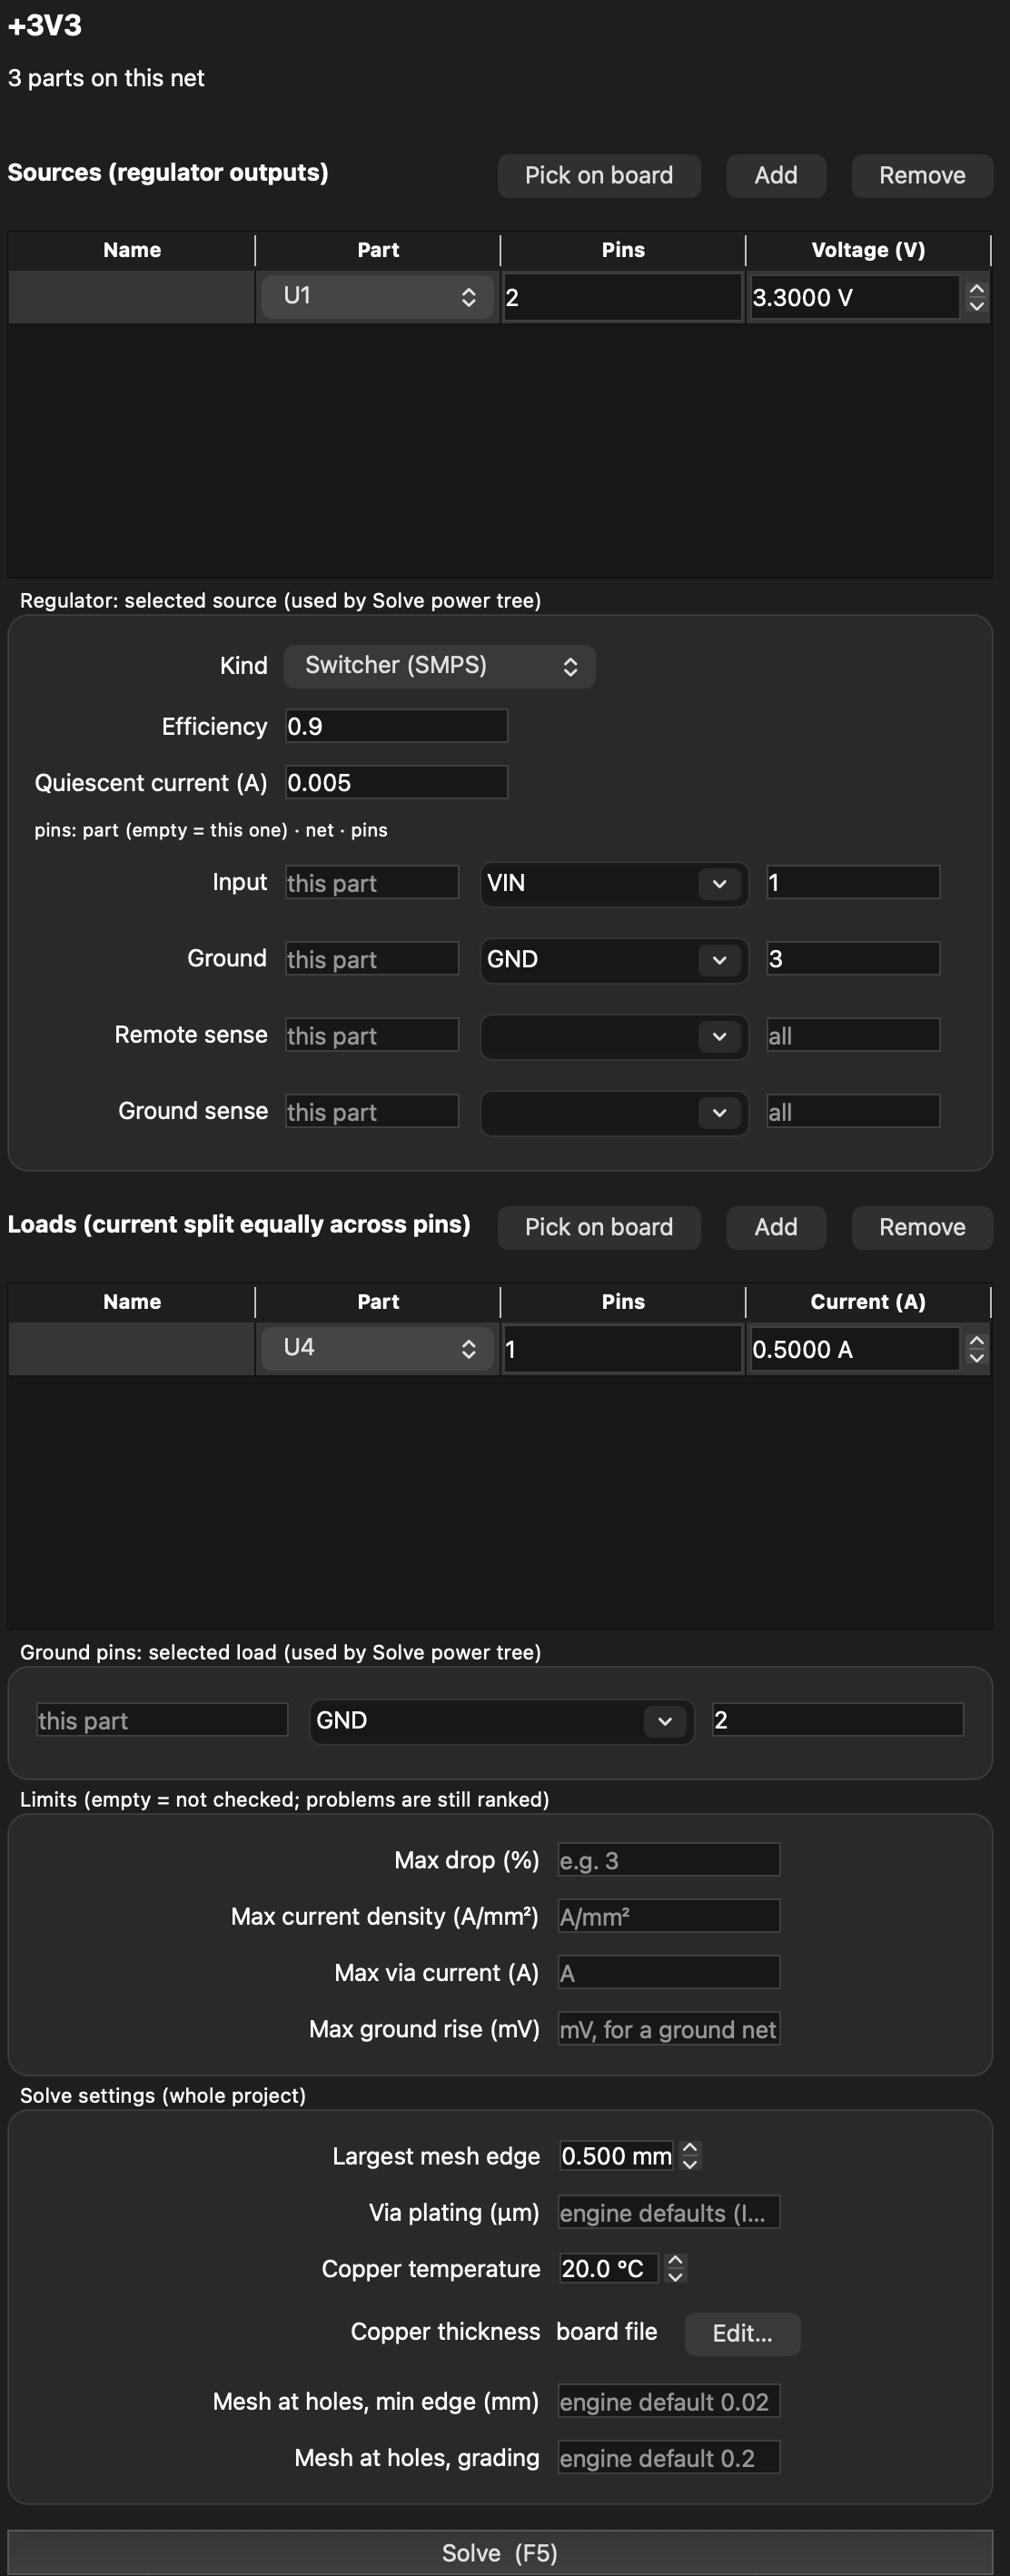 +3V3
3 parts on this net
Sources (regulator outputs) Pick on board Add Remove
Name Part Pins Voltage (V)
U1 2 3.3000 V
Regulator: selected source (used by Solve power tree)
Kind Switcher (SMPS)
Efficiency 0.9
Quiescent current (A) 0.005
pins: part (empty = this one) · net · pins
Input this part VIN 1
Ground this part GND 3
Remote sense this part all
Ground sense this part all
Loads (current split equally across pins) Pick on board Add Remove
Name Part Pins Current (A)
U4 1 0.5000 A
Ground pins: selected load (used by Solve power tree)
this part GND 2
Limits (empty = not checked; problems are still ranked)
Max drop (%) e.g. 3
Max current density (A/mm²) A/mm²
Max via current (A) A
Max ground rise (mV) mV, for a ground net
Solve settings (whole project)
Largest mesh edge 0.500 mm
Via plating (µm) engine defaults (I...
Copper temperature 20.0 °C
Copper thickness board file Edit...
Mesh at holes, min edge (mm) engine default 0.02
Mesh at holes, grading engine default 0.2
Solve (F5)